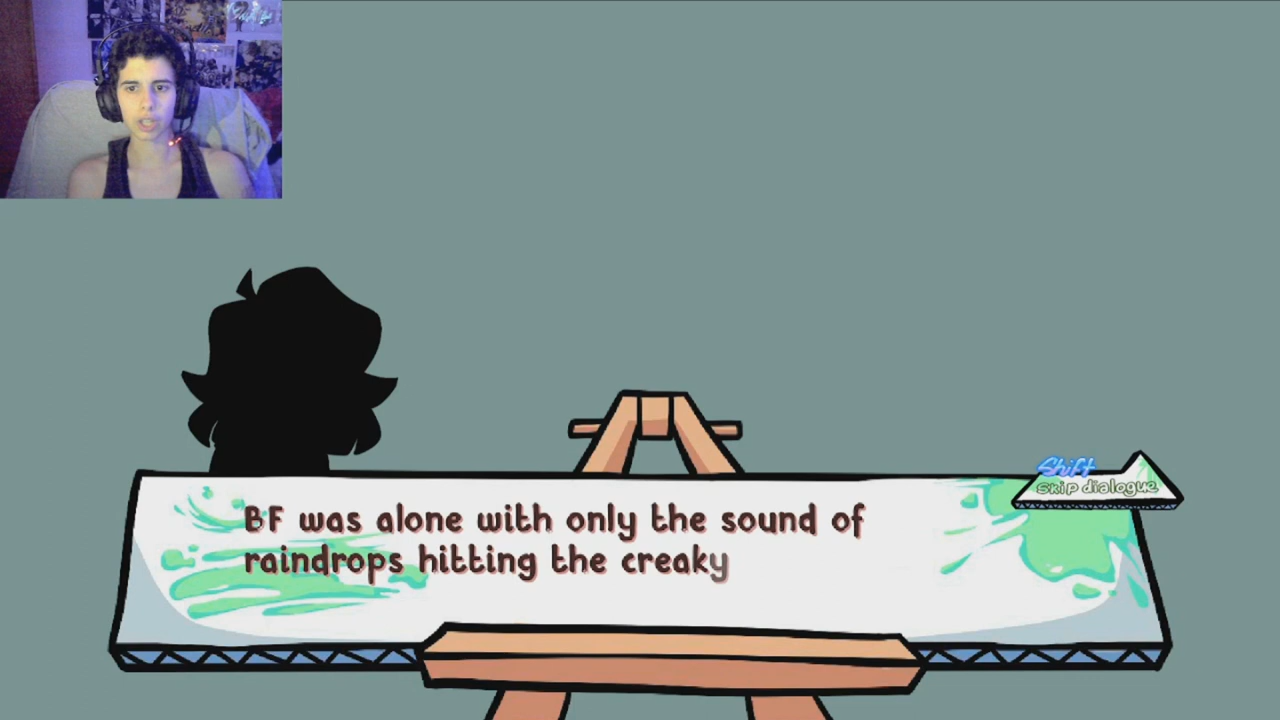 Shift
skip dialogue
BF was alone with only the sound of
raindrops hitting the creaky